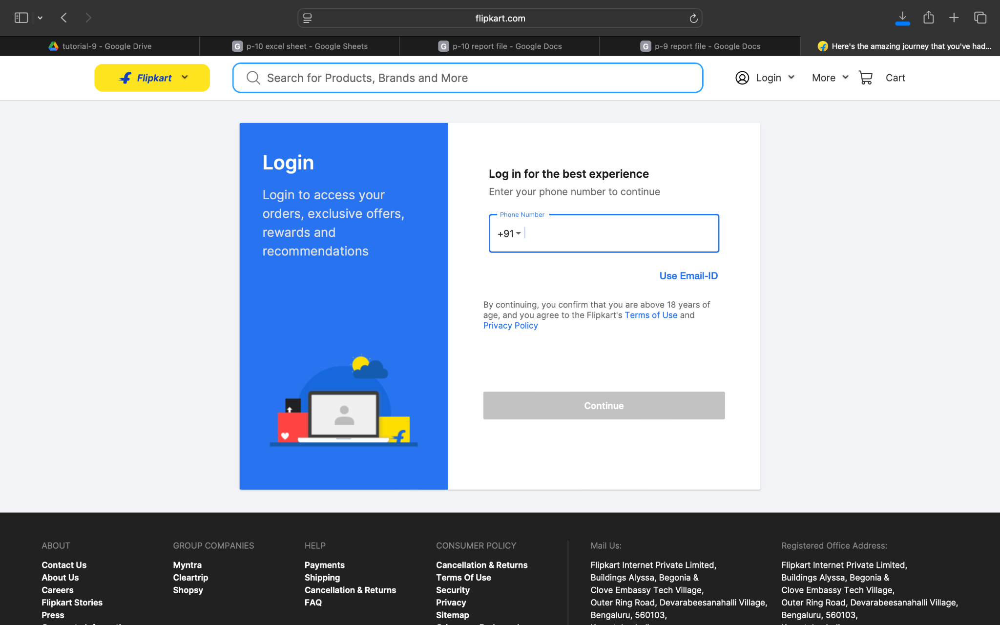 flipkart.com
tutorial-9 - Google Drive
G p-10 excel sheet - Google Sheets
G p-10 report file - Google Docs
G p-9 report file - Google Docs
Here's the amazing journey that you've had...
Flipkart
Search for Products, Brands and More
Login
More
Cart
Login
Login to access your
orders, exclusive offers,
rewards and
recommendations
Log in for the best experience
Enter your phone number to continue
Phone Number
+91
Use Email-ID
By continuing, you confirm that you are above 18 years of
age, and you agree to the Flipkart's Terms of Use and
Privacy Policy
Continue
ABOUT
Contact Us
About Us
Careers
Flipkart Stories
Press
GROUP COMPANIES
Myntra
Cleartrip
Shopsy
HELP
Payments
Shipping
Cancellation & Returns
FAQ
CONSUMER POLICY
Cancellation & Returns
Terms Of Use
Security
Privacy
Sitemap
Mail Us:
Flipkart Internet Private Limited,
Buildings Alyssa, Begonia &
Clove Embassy Tech Village,
Outer Ring Road, Devarabeesanahalli Village,
Bengaluru, 560103,
Registered Office Address:
Flipkart Internet Private Limited,
Buildings Alyssa, Begonia &
Clove Embassy Tech Village,
Outer Ring Road, Devarabeesanahalli Village,
Bengaluru, 560103,